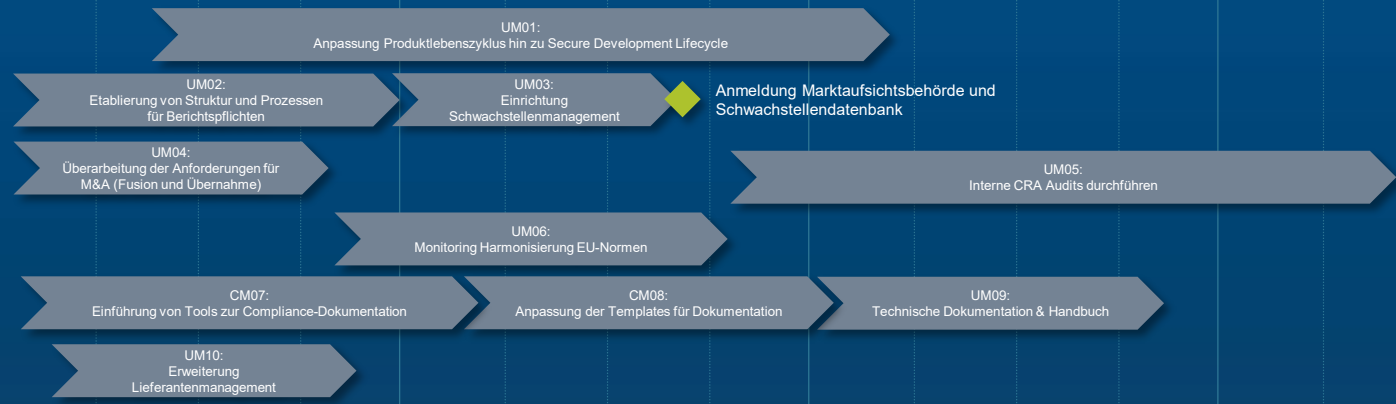 UM01:
Anpassung Produktlebenszyklus hin zu Secure Development Lifecycle
UM02:
Etablierung von Struktur und Prozessen
für Berichtspflichten
UM03:
Einrichtung
Schwachstellenmanagement
Anmeldung Marktaufsichtsbehörde und
Schwachstellendatenbank
UM04:
Überarbeitung der Anforderungen für
M&A (Fusion und Übernahme)
UM05:
Interne CRA Audits durchführen
UM06:
Monitoring Harmonisierung EU-Normen
CM07:
Einführung von Tools zur Compliance-Dokumentation
CM08:
Anpassung der Templates für Dokumentation
UM09:
Technische Dokumentation & Handbuch
UM10:
Erweiterung
Lieferantenmanagement